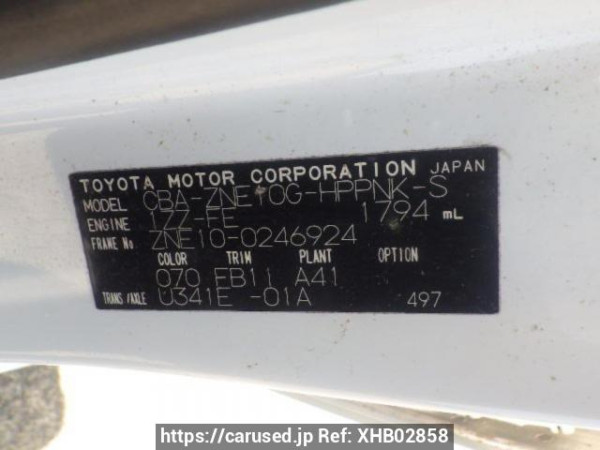 TOYOTA MOTOR CORPORATION JAPAN
MODEL CBA-ZNE10G-HPPNK-S
ENGINE 1ZZ-FE 1794 mL
FRAME No ZNE10-0246924
COLOR TRIM PLANT OPTION
070 FB11 A41
TRANS/AXLE U341E -01A 497
https://carused.jp Ref: XHB02858